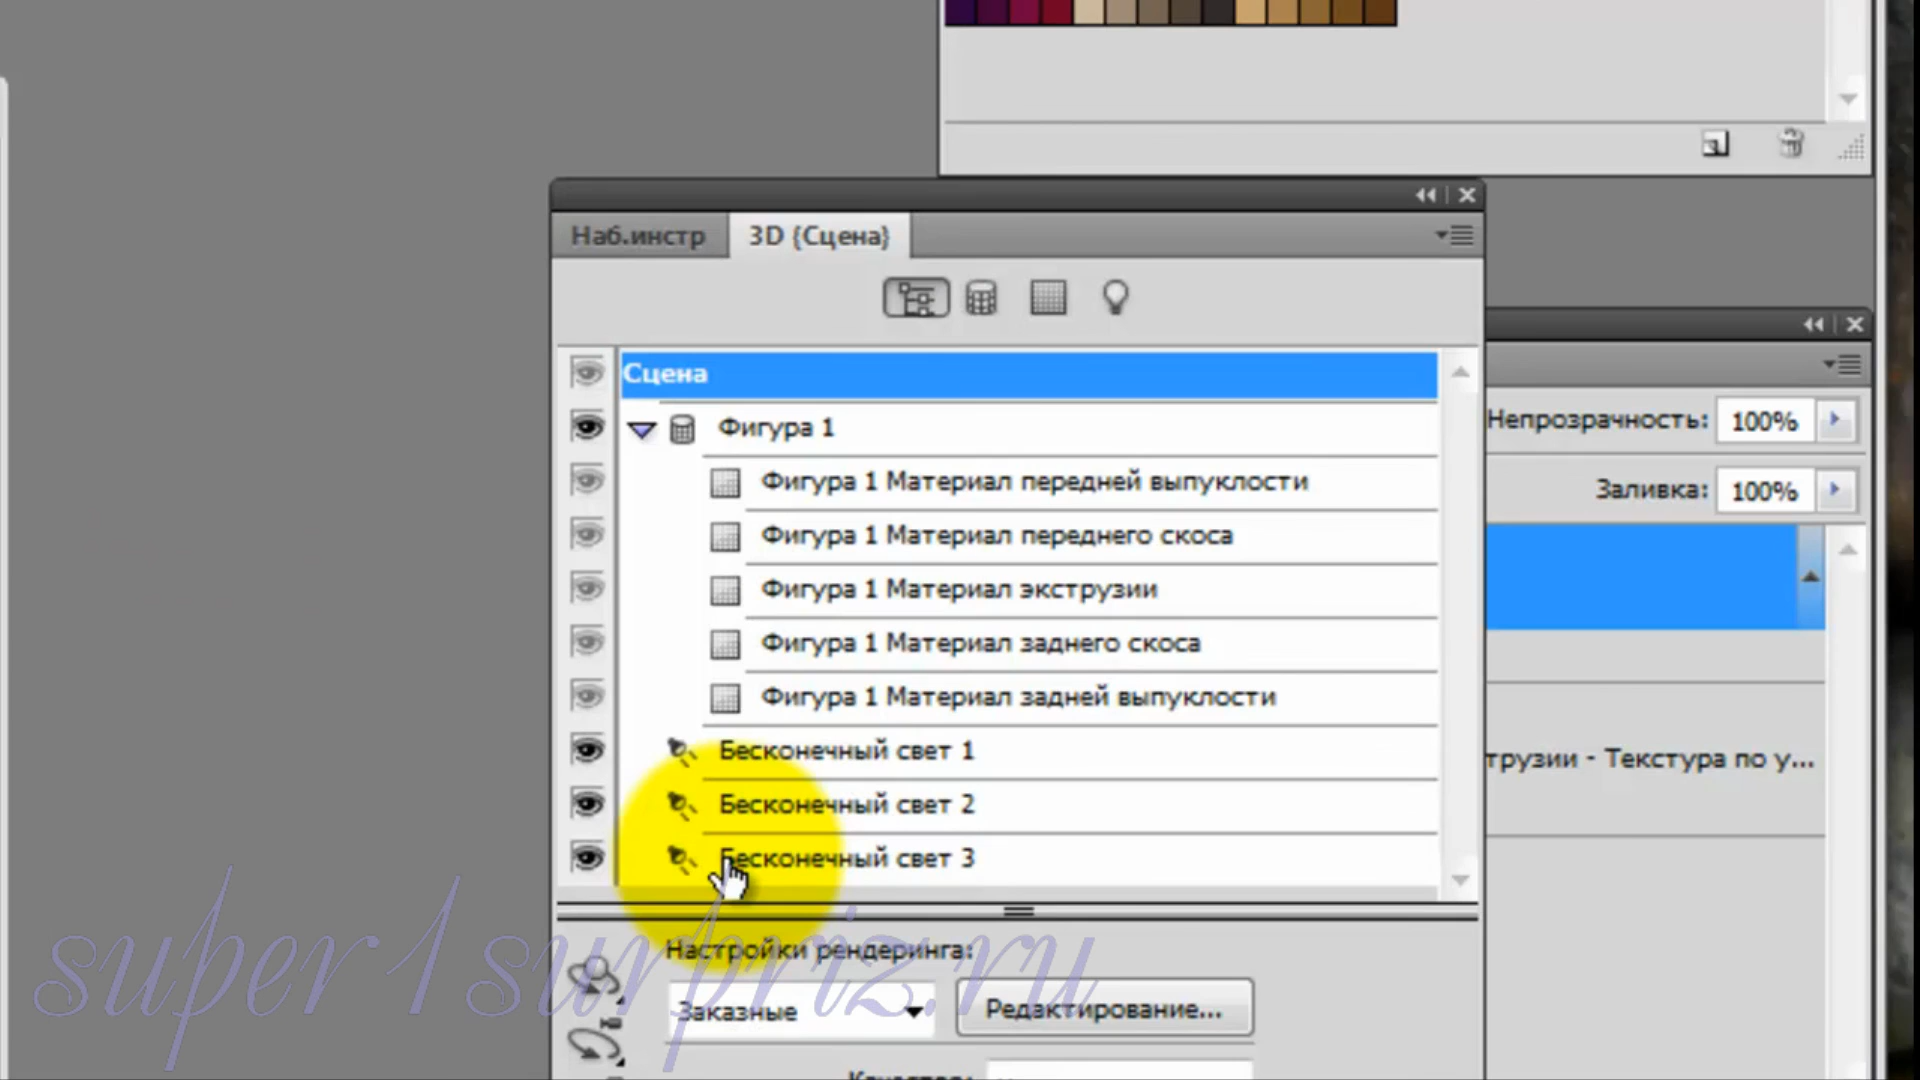 Наб.инстр
3D {Сцена}
Сцена
Фигура 1
Непрозрачность: 100%
Фигура 1 Материал передней выпуклости
Заливка: 100%
Фигура 1 Материал переднего скоса
Фигура 1 Материал экструзии
Фигура 1 Материал заднего скоса
Фигура 1 Материал задней выпуклости
Бесконечный свет 1
трузии - Текстура по у...
Бесконечный свет 2
Бесконечный свет 3
super1surpriz.ru
Настройки рендеринга:
Заказные
Редактирование...